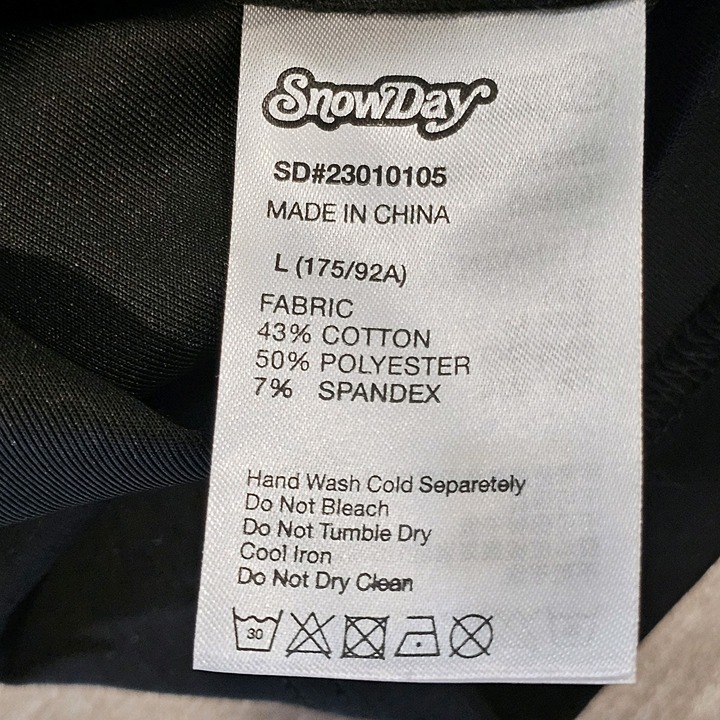 SnowDay
SD#23010105
MADE IN CHINA
L (175/92A)
FABRIC
43% COTTON
50% POLYESTER
7% SPANDEX
Hand Wash Cold Separetely
Do Not Bleach
Do Not Tumble Dry
Cool Iron
Do Not Dry Clean
30